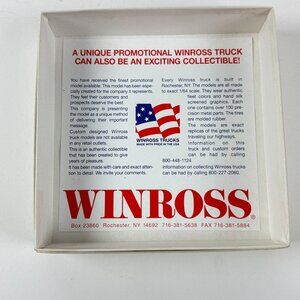 A UNIQUE PROMOTIONAL WINROSS TRUCK
CAN ALSO BE AN EXCITING COLLECTIBLE!
You have received the finest promotional
model available. This model has been espe-
cially created for the company it represents.
They feel their customers and
prospects deserve the best.
This company is presenting
the model as a unique method
of delivering their important
message.
Custom designed Winross
truck models are not available
in any retail outlets.
This is an authentic collectible
that has been created to give
years of pleasure.
It has been made with care and exact atten-
tion to detail. We invite your comments.
WINROSS TRUCKS
MADE WITH PRIDE IN THE USA
Every Winross truck is built in
Rochester, NY. The models are all made
to exact 1/64 scale. They wear authentic
fleet colors and hand silk
screened graphics. Each
one contains over 100 pre-
cision metal parts. The tires
are molded rubber.
The models are exact
replicas of the great trucks
traveling our highways.
Information on this
truck and other custom
trucks can be had by calling
800-448-1124.
Information on collecting Winross trucks
can be had by calling 800-227-2060.
WINROSS®
Box 23860 Rochester, NY 14692 716-381-5638 FAX 716-381-5884